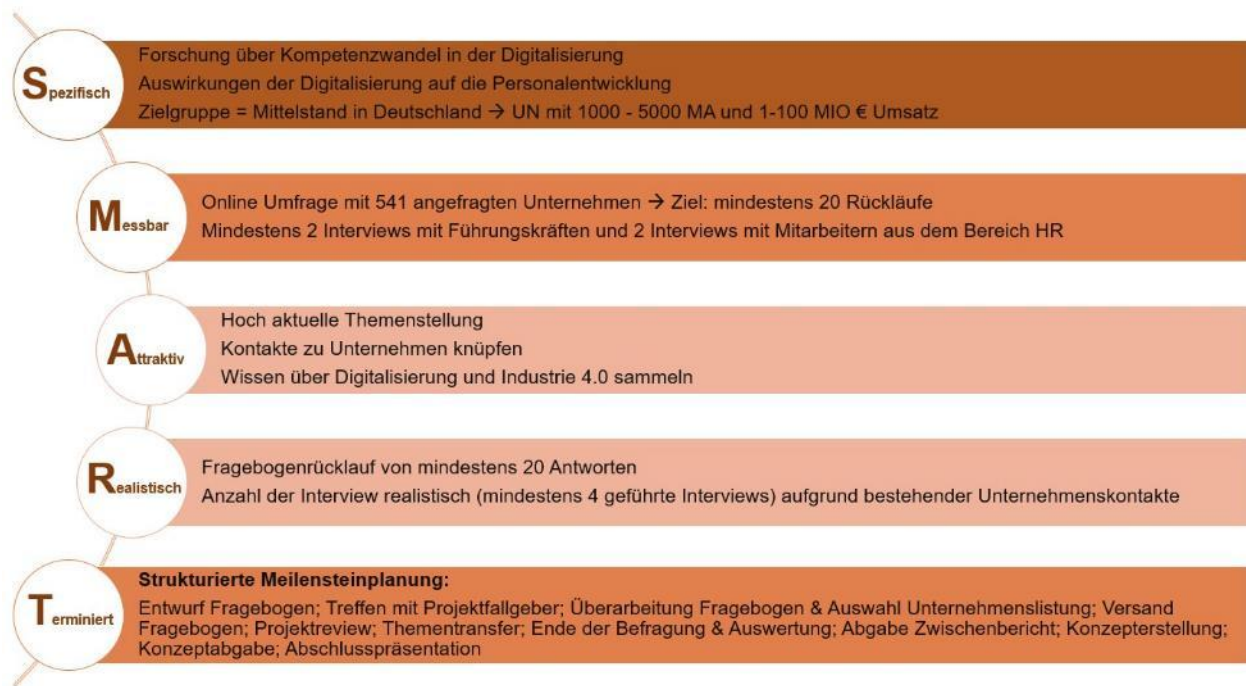 Spezifisch
Forschung über Kompetenzwandel in der Digitalisierung
Auswirkungen der Digitalisierung auf die Personalentwicklung
Zielgruppe = Mittelstand in Deutschland → UN mit 1000 - 5000 MA und 1-100 MIO € Umsatz
Messbar
Online Umfrage mit 541 angefragten Unternehmen → Ziel: mindestens 20 Rückläufe
Mindestens 2 Interviews mit Führungskräften und 2 Interviews mit Mitarbeitern aus dem Bereich HR
Attraktiv
Hoch aktuelle Themenstellung
Kontakte zu Unternehmen knüpfen
Wissen über Digitalisierung und Industrie 4.0 sammeln
Realistisch
Fragebogenrücklauf von mindestens 20 Antworten
Anzahl der Interview realistisch (mindestens 4 geführte Interviews) aufgrund bestehender Unternehmenskontakte
Terminiert
Strukturierte Meilensteinplanung:
Entwurf Fragebogen; Treffen mit Projektfallgeber; Überarbeitung Fragebogen & Auswahl Unternehmenslistung; Versand
Fragebogen; Projektreview; Thementransfer; Ende der Befragung & Auswertung; Abgabe Zwischenbericht; Konzepterstellung;
Konzeptabgabe; Abschlusspräsentation